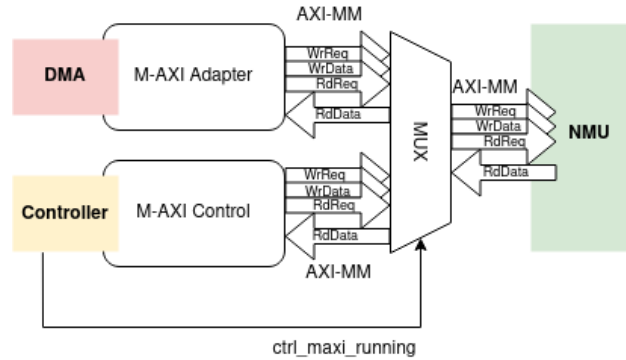 AXI-MM
DMA
M-AXI Adapter
WrReq
WrData
RdReq
RdData
MUX
AXI-MM
WrReq
WrData
RdReq
RdData
NMU
Controller
M-AXI Control
WrReq
WrData
RdReq
RdData
AXI-MM
ctrl_maxi_running